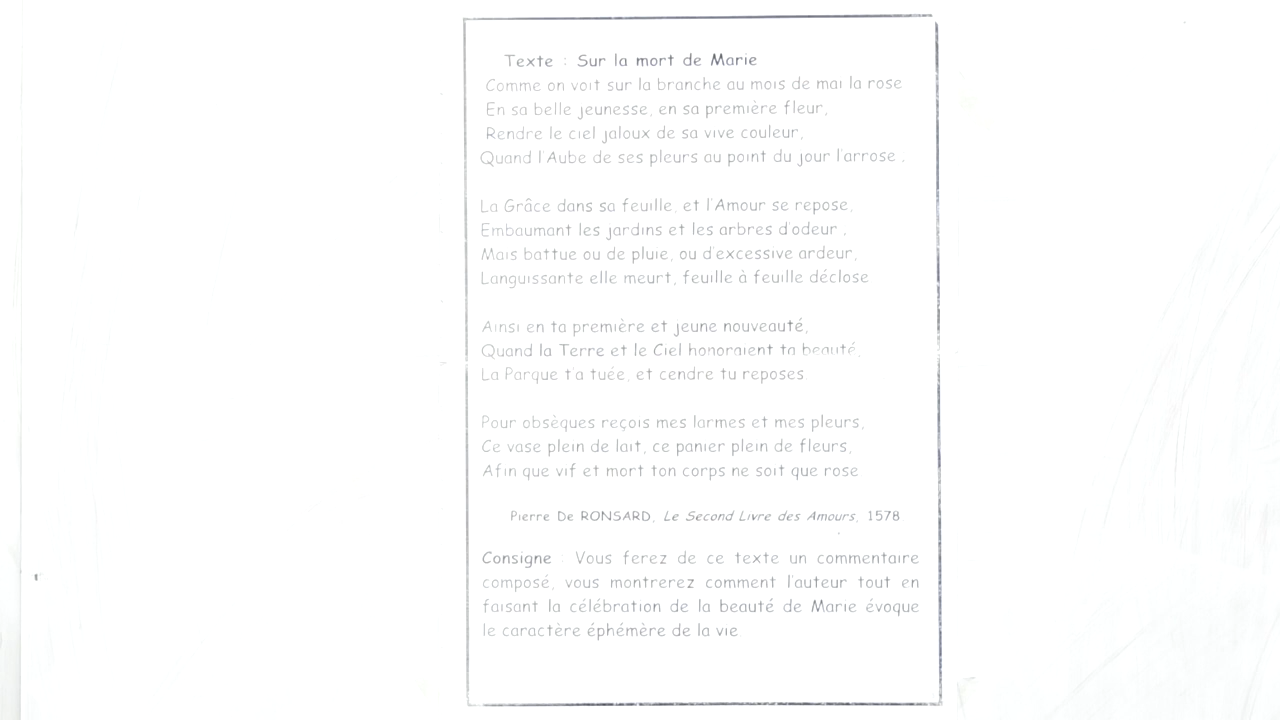 Texte : Sur la mort de Marie
Comme on voit sur la branche au mois de mai la rose
En sa belle jeunesse, en sa première fleur,
Rendre le ciel jaloux de sa vive couleur,
Quand l'Aube de ses pleurs au point du jour l'arrose .
La Grâce dans sa feuille, et l'Amour se repose,
Embaumant les jardins et les arbres d'odeur .
Mais battue ou de pluie, ou d'excessive ardeur,
Languissante elle meurt, feuille à feuille déclose
Ainsi en ta première et jeune nouveauté,
Quand la Terre et le Ciel honoraient ta beauté,
La Parque t'a tuée, et cendre tu reposes
Pour obsèques reçois mes larmes et mes pleurs,
Ce vase plein de lait, ce panier plein de fleurs,
Afin que vif et mort ton corps ne soit que rose
Pierre De RONSARD, Le Second Livre des Amours, 1578
Consigne : Vous ferez de ce texte un commentaire
composé, vous montrerez comment l'auteur tout en
faisant la célébration de la beauté de Marie évoque
le caractère éphémère de la vie